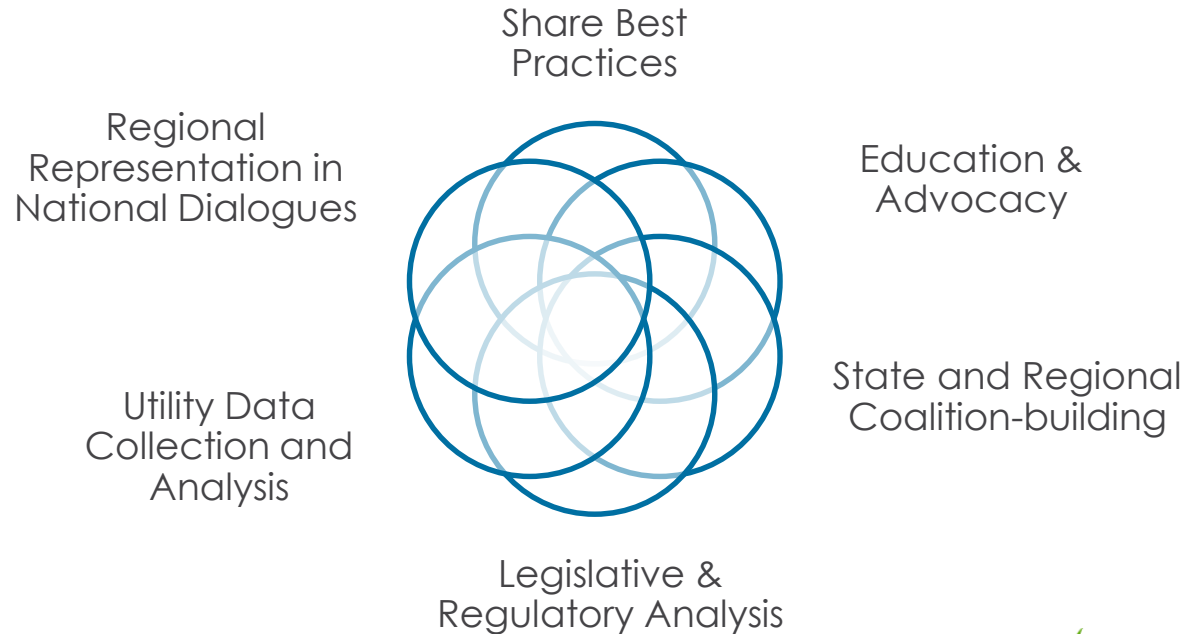 Share Best
Practices
Regional
Representation in
National Dialogues
Education &
Advocacy
State and Regional
Coalition-building
Utility Data
Collection and
Analysis
Legislative &
Regulatory Analysis